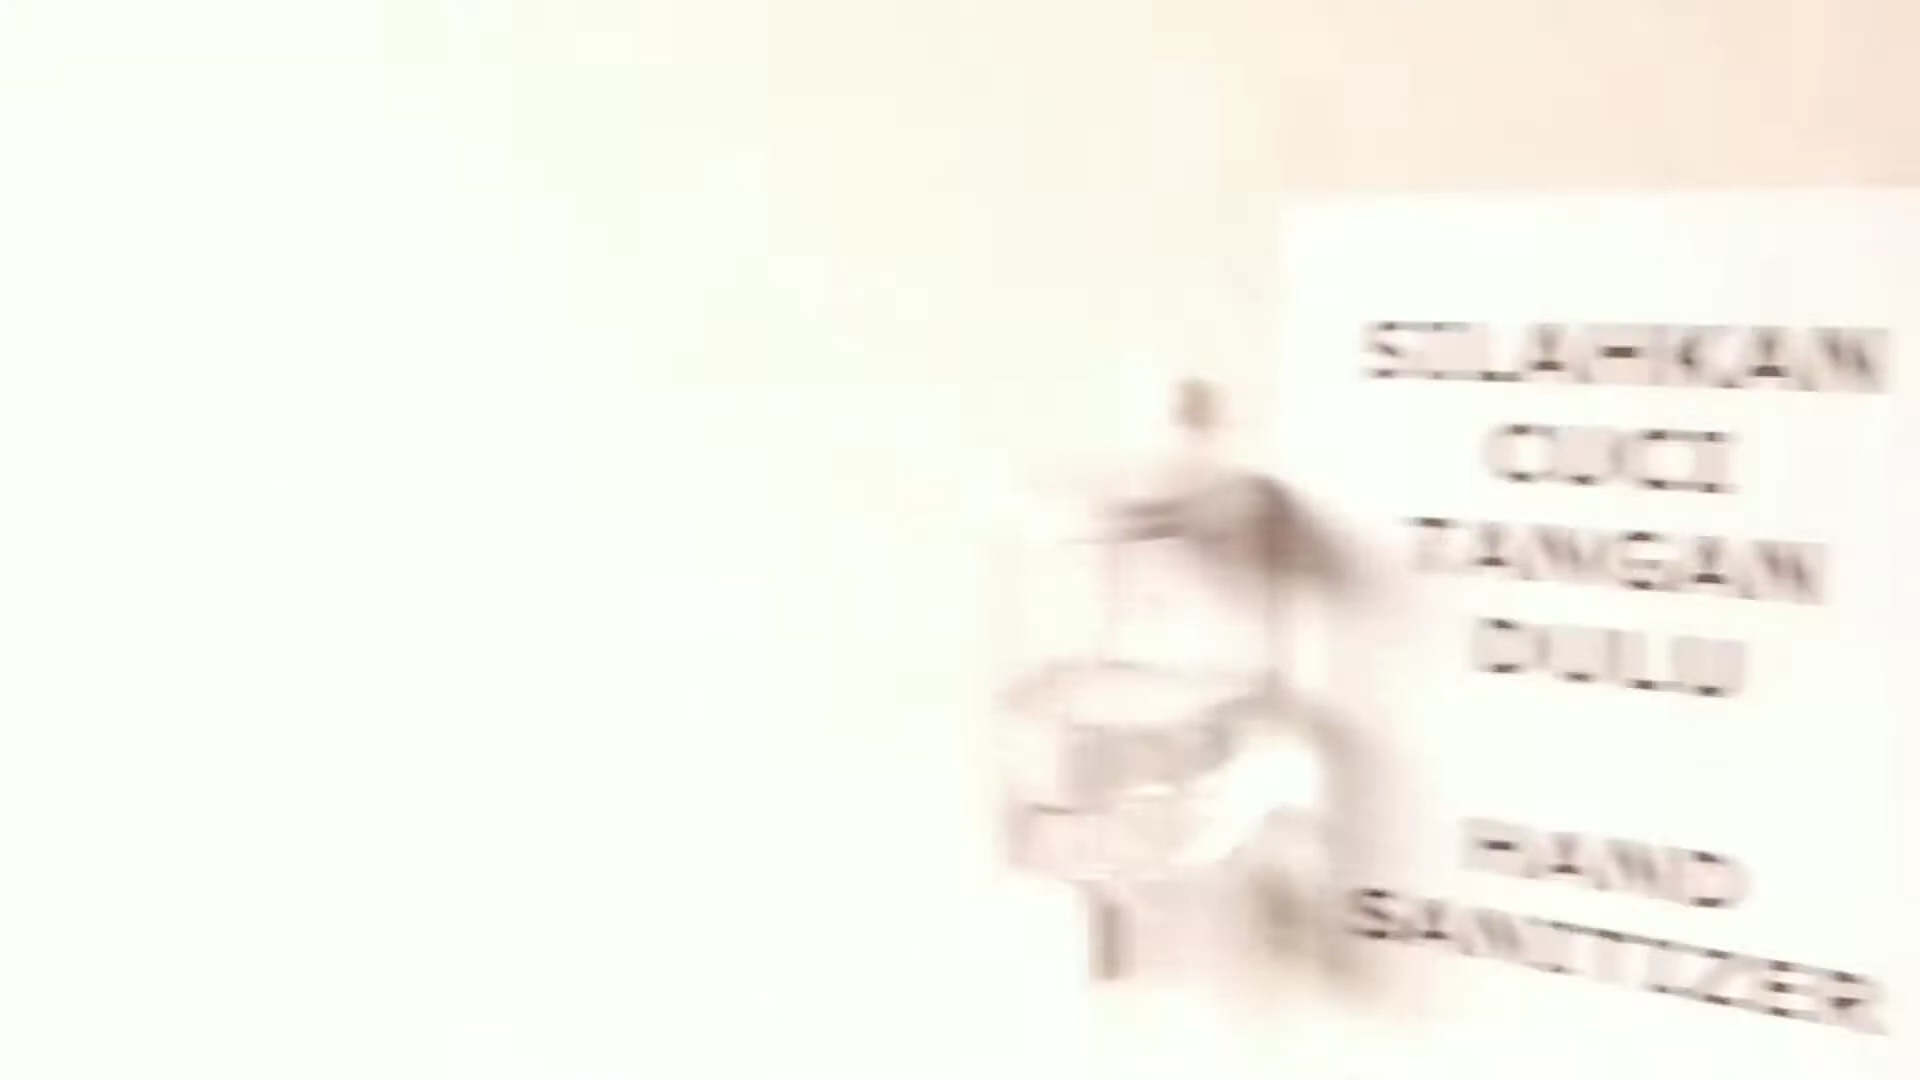 SILAHKAN
CUCI
TANGAN
DULU
HAND
SANITIZER